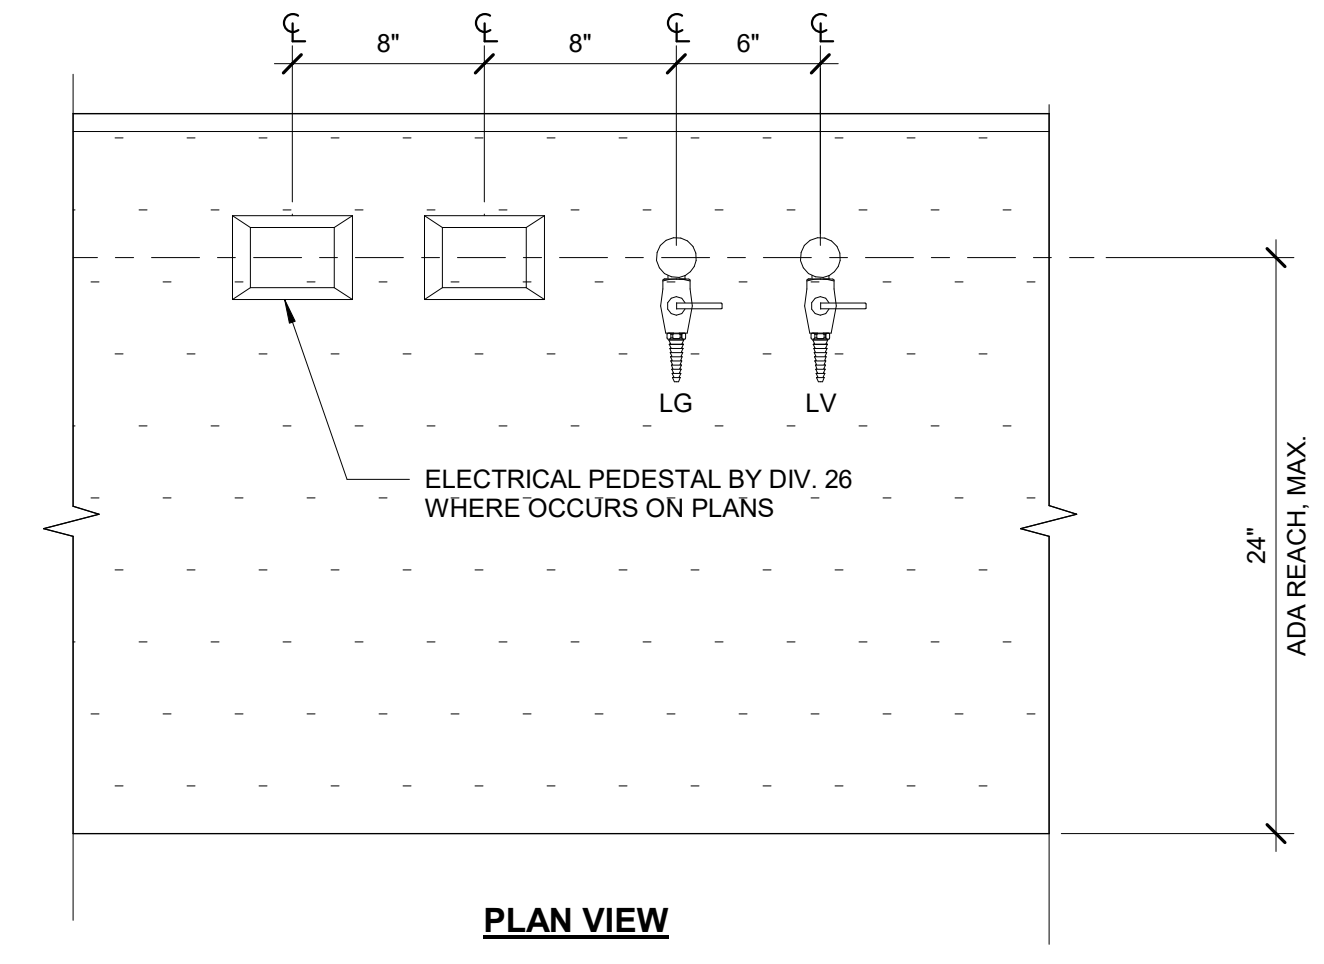 ℄ ℄ ℄ ℄
8" 8" 6"
LG LV
ELECTRICAL PEDESTAL BY DIV. 26
WHERE OCCURS ON PLANS
24"
ADA REACH, MAX.
PLAN VIEW